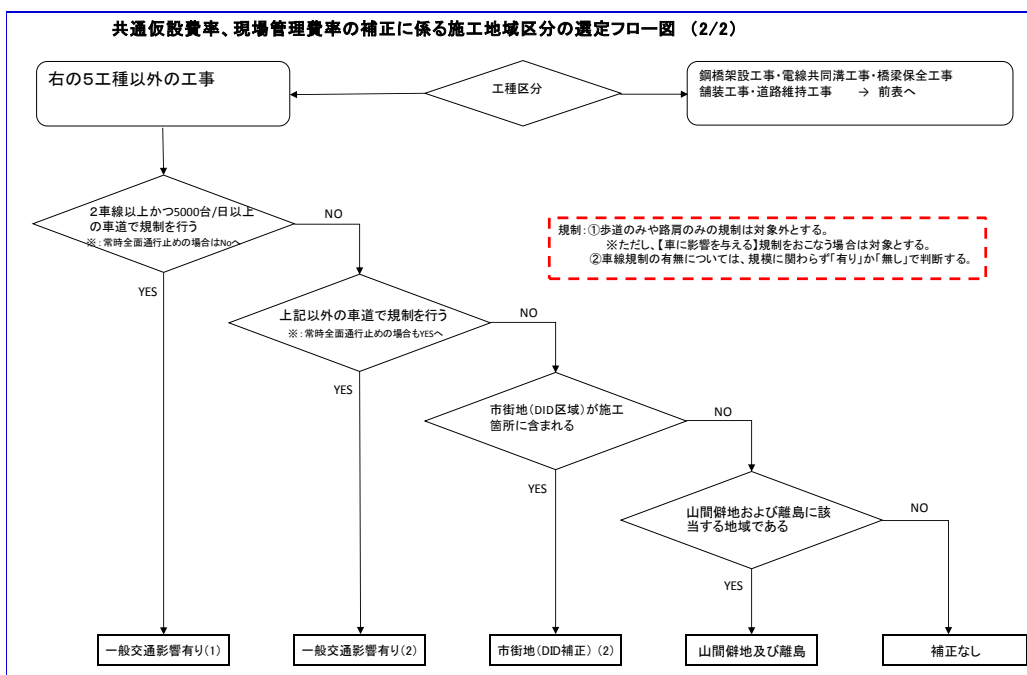 共通仮設費率、現場管理費率の補正に係る施工地域区分の選定フロー図 (2/2)
右の5工種以外の工事
工種区分
鋼橋架設工事・電線共同溝工事・橋梁保全工事
舗装工事・道路維持工事 → 前表へ
2車線以上かつ5000台/日以上
の車道で規制を行う
※:常時全面通行止めの場合はNoへ
NO
規制:①歩道のみや路肩のみの規制は対象外とする。
※ただし、【車に影響を与える】規制をおこなう場合は対象とする。
②車線規制の有無については、規模に関わらず「有り」か「無し」で判断する。
YES
上記以外の車道で規制を行う
※:常時全面通行止めの場合もYESへ
NO
YES
市街地(DID区域)が施工
箇所に含まれる
NO
YES
山間僻地および離島に該
当する地域である
NO
YES
一般交通影響有り(1)
一般交通影響有り(2)
市街地(DID補正) (2)
山間僻地及び離島
補正なし